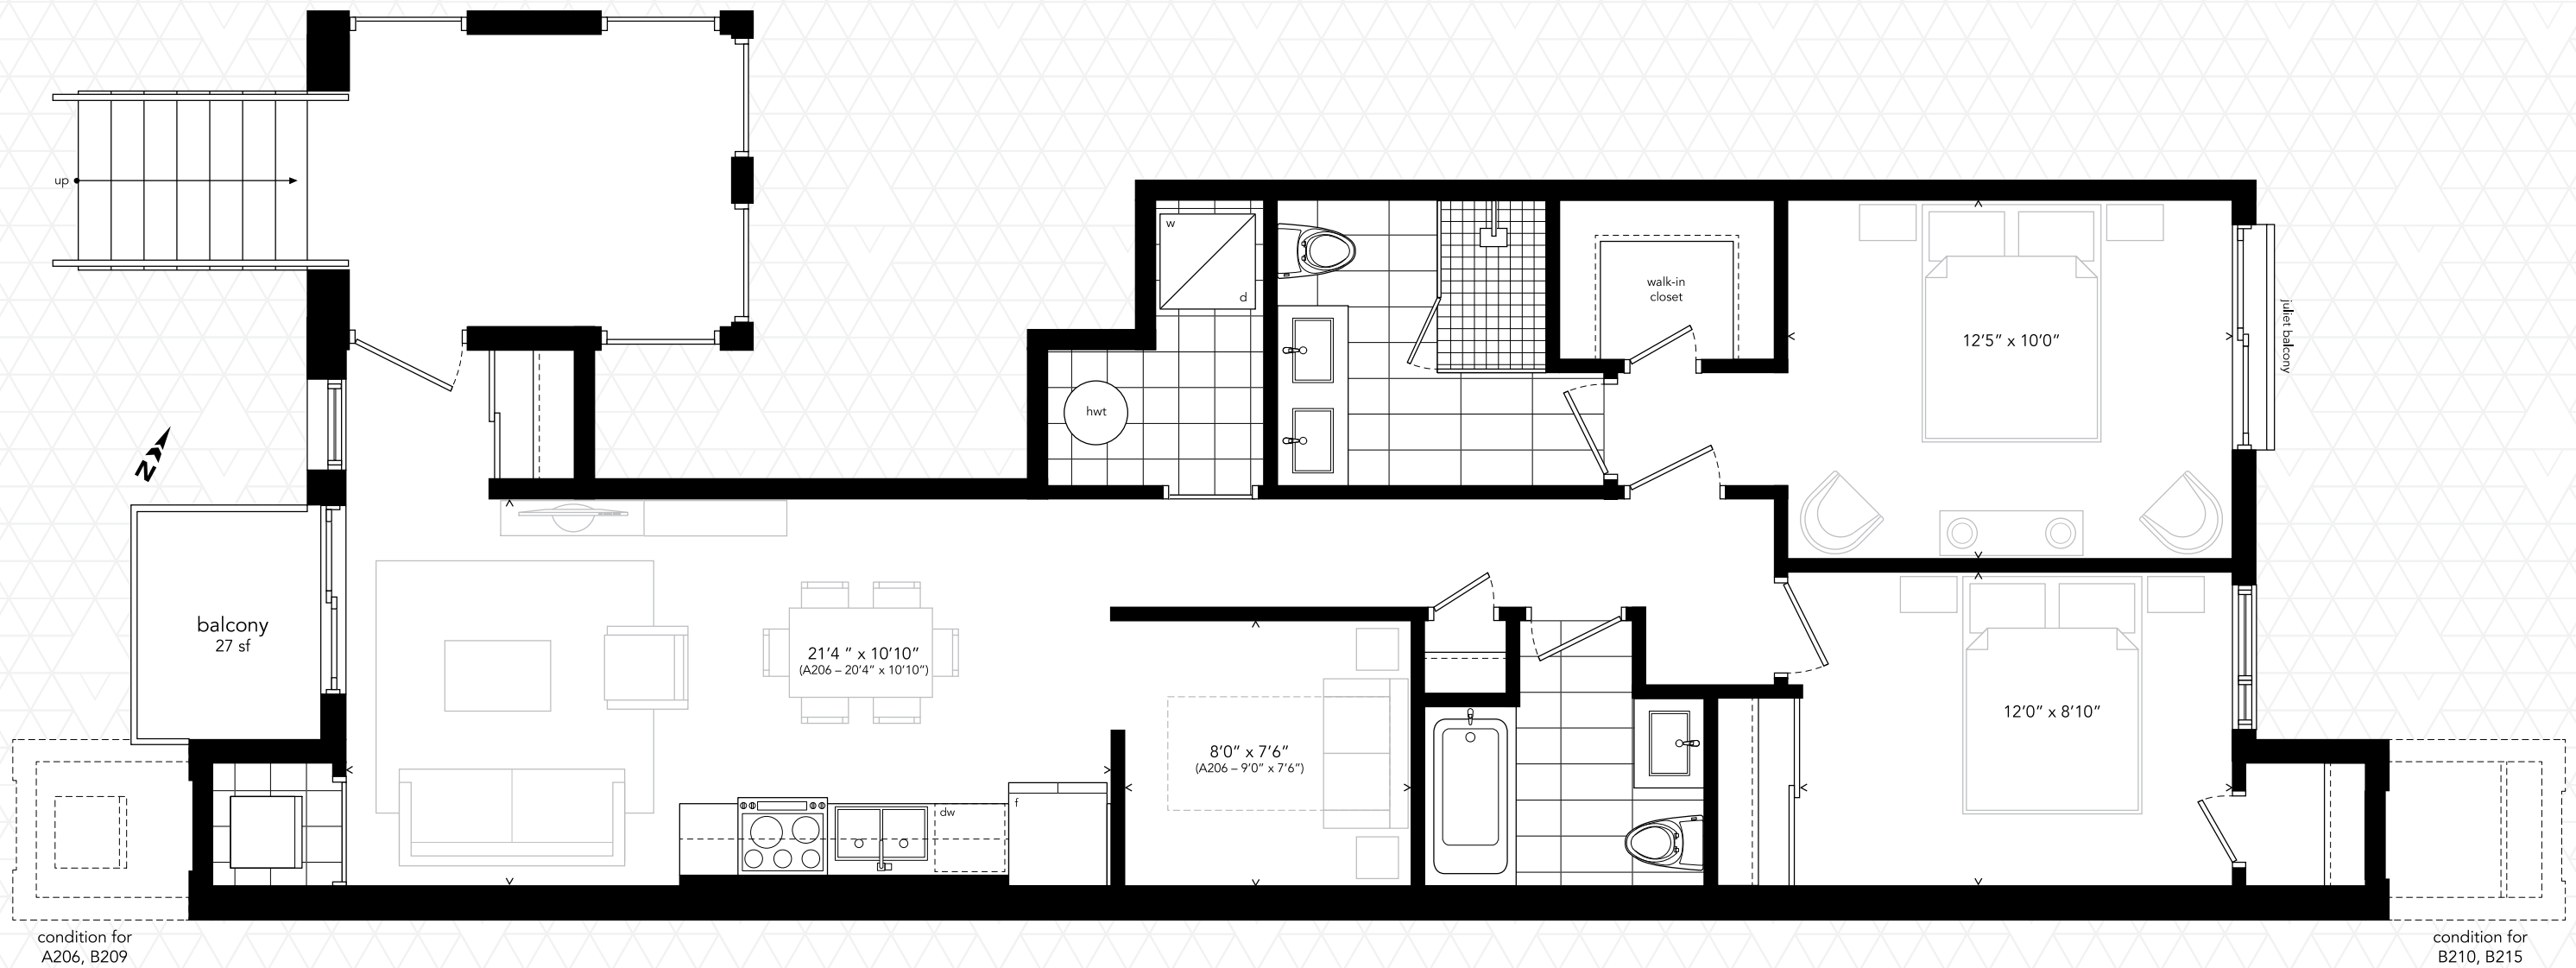 up
w
d
walk-in
closet
12'5" x 10'0"
juliet balcony
hwt
N
balcony
27 sf
21'4 " x 10'10"
(A206 – 20'4" x 10'10")
8'0" x 7'6"
(A206 – 9'0" x 7'6")
12'0" x 8'10"
f
dw
condition for
A206, B209
condition for
B210, B215